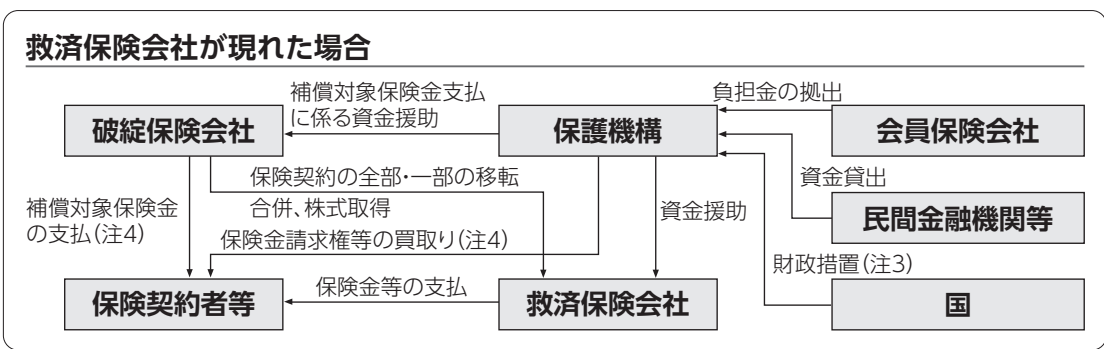 救済保険会社が現れた場合
補償対象保険金支払
に係る資金援助
負担金の拠出
破綻保険会社
保護機構
会員保険会社
保険契約の全部・一部の移転
合併、株式取得
資金貸出
補償対象保険金
の支払(注4)
資金援助
民間金融機関等
保険金請求権等の買取り(注4)
財政措置(注3)
保険契約者等
保険金等の支払
救済保険会社
国